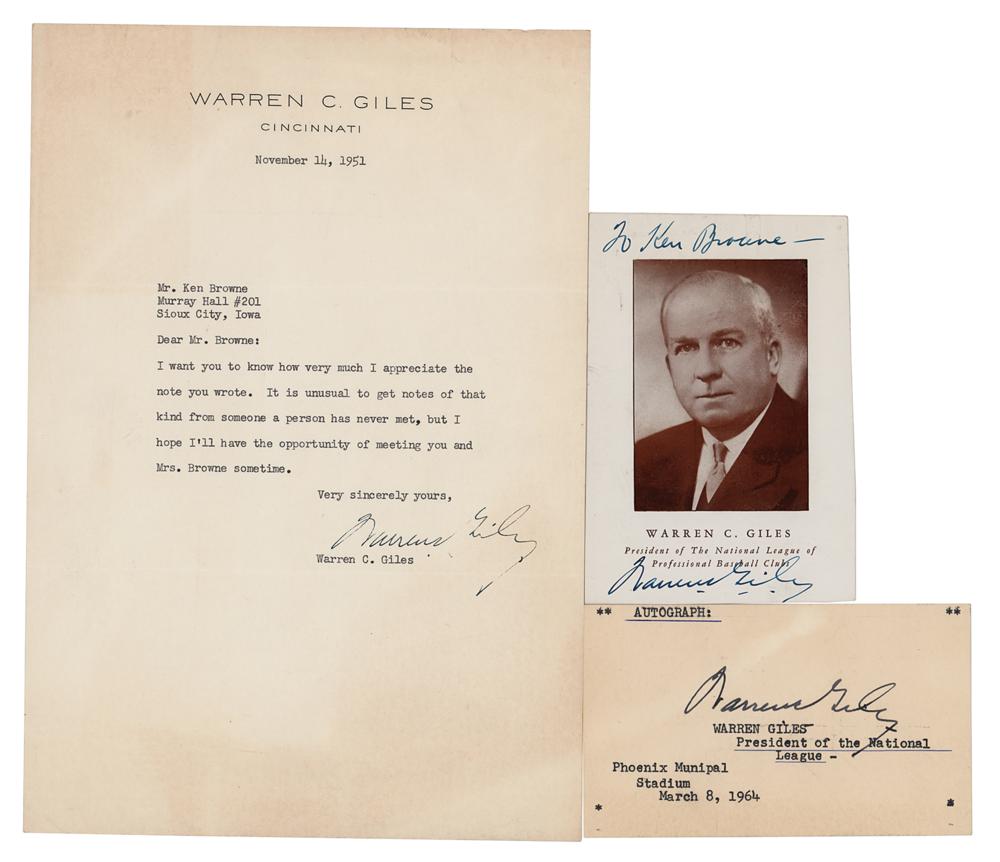 WARREN C. GILES
CINCINNATI
November 14, 1951
Mr. Ken Browne
Murray Hall #201
Sioux City, Iowa
Dear Mr. Browne:
I want you to know how very much I appreciate the
note you wrote. It is unusual to get notes of that
kind from someone a person has never met, but I
hope I'll have the opportunity of meeting you and
Mrs. Browne sometime.
Very sincerely yours,
Warren Giles
Warren C. Giles
To Ken Browne —
WARREN C. GILES
President of The National League of
Professional Baseball Clubs
Warren Giles
** AUTOGRAPH: **
Warren Giles
WARREN GILES
President of the National
League -
Phoenix Munipal
Stadium
March 8, 1964
* *